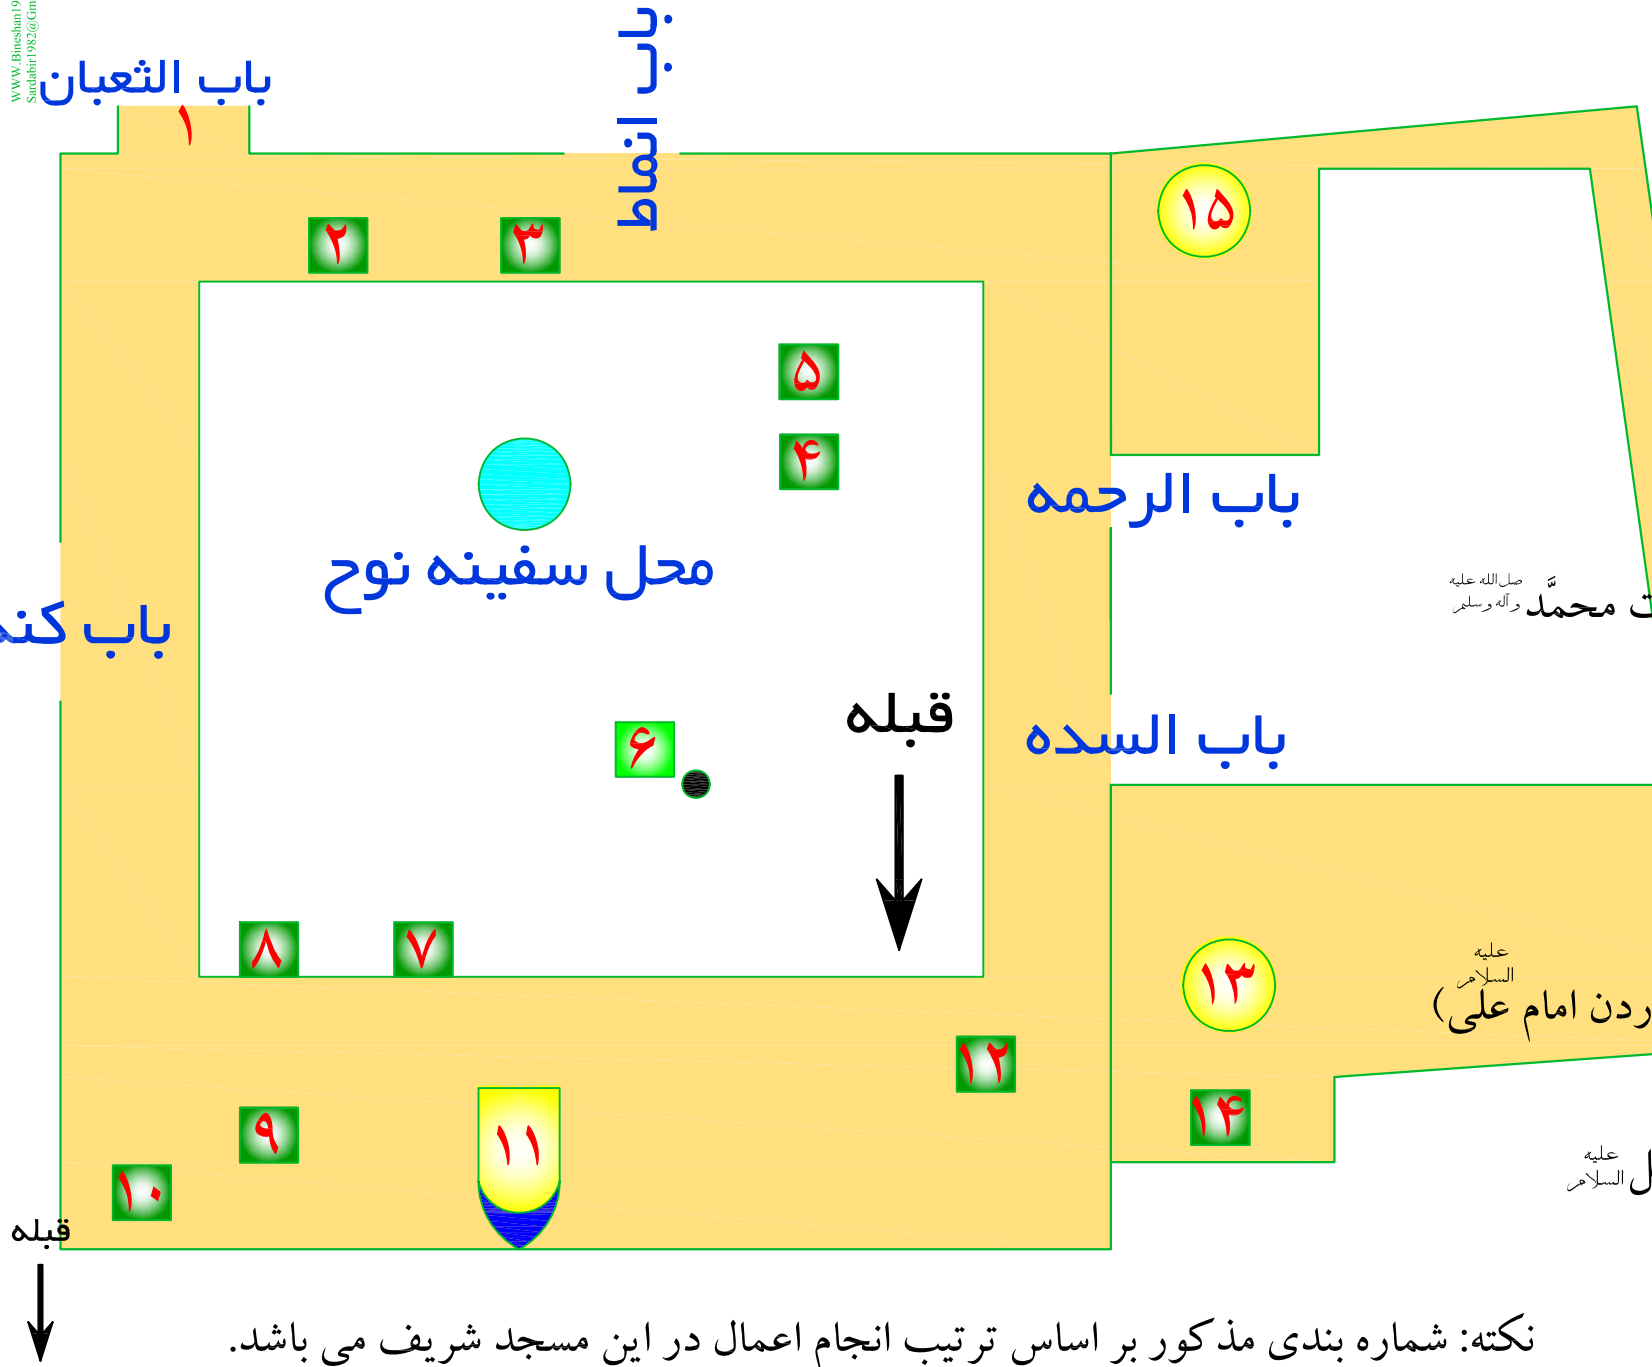 باب الثعبان
باب انماط
۱
۱۵
۲
۳
۵
۴
باب الرحمه
محل سفینه نوح
محمَّد صل‌الله علیه و آله و سلم
باب
قبله
باب السده
۶
۸
۷
۱۳
علیه السلام
امام علی)
۱۲
۹
۱۱
۱۴
۱۰
علیه السلام
قبله
نکته: شماره بندی مذکور بر اساس ترتیب انجام اعمال در این مسجد شریف می باشد.